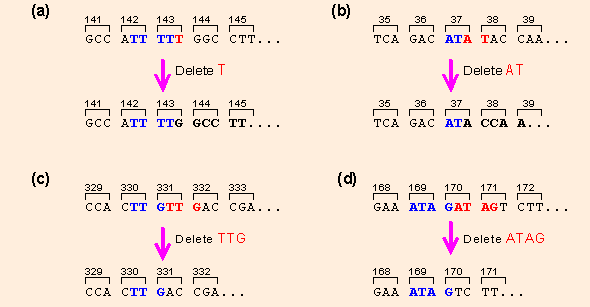 (a)
141 142 143 144 145
GCC ATT TTT GGC CTT...
Delete T
141 142 143 144 145
GCC ATT TTG GCC TT....
(b)
35 36 37 38 39
TCA GAC ATA TAC CAA...
Delete AT
35 36 37 38 39
TCA GAC ATA CCA A...
(c)
329 330 331 332 333
CCA CTT GTT GAC CGA...
Delete TTG
329 330 331 332
CCA CTT GAC CGA...
(d)
168 169 170 171 172
GAA ATA GAT AGT CTT...
Delete ATAG
168 169 170 171
GAA ATA GTC TT...